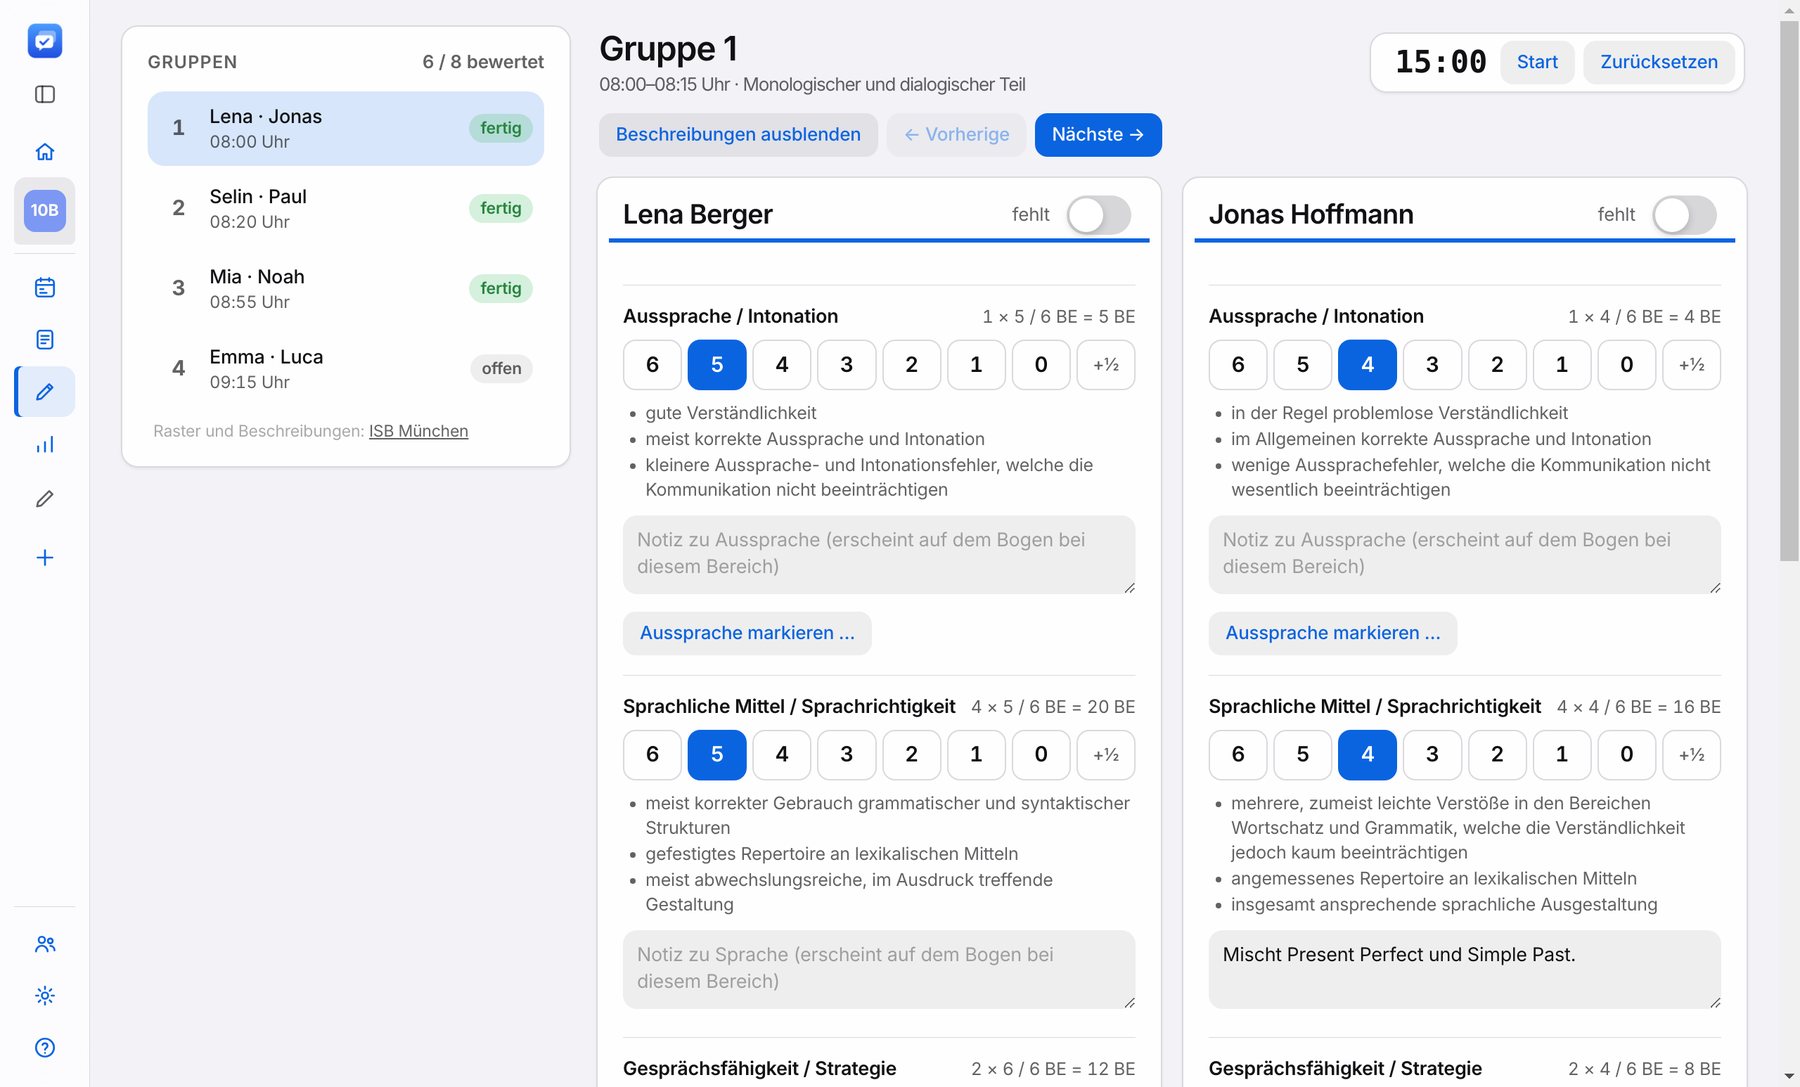 10B
GRUPPEN 6 / 8 bewertet
1 Lena · Jonas fertig
08:00 Uhr
2 Selin · Paul fertig
08:20 Uhr
3 Mia · Noah fertig
08:55 Uhr
4 Emma · Luca offen
09:15 Uhr
Raster und Beschreibungen: ISB München
Gruppe 1
08:00–08:15 Uhr · Monologischer und dialogischer Teil
15:00 Start Zurücksetzen
Beschreibungen ausblenden ← Vorherige Nächste →
Lena Berger fehlt
Aussprache / Intonation 1 × 5 / 6 BE = 5 BE
6 5 4 3 2 1 0 +½
• gute Verständlichkeit
• meist korrekte Aussprache und Intonation
• kleinere Aussprache- und Intonationsfehler, welche die
Kommunikation nicht beeinträchtigen
Notiz zu Aussprache (erscheint auf dem Bogen bei
diesem Bereich)
Aussprache markieren ...
Sprachliche Mittel / Sprachrichtigkeit 4 × 5 / 6 BE = 20 BE
6 5 4 3 2 1 0 +½
• meist korrekter Gebrauch grammatischer und syntaktischer
Strukturen
• gefestigtes Repertoire an lexikalischen Mitteln
• meist abwechslungsreiche, im Ausdruck treffende
Gestaltung
Notiz zu Sprache (erscheint auf dem Bogen bei
diesem Bereich)
Gesprächsfähigkeit / Strategie 2 × 6 / 6 BE = 12 BE
Jonas Hoffmann fehlt
Aussprache / Intonation 1 × 4 / 6 BE = 4 BE
6 5 4 3 2 1 0 +½
• in der Regel problemlose Verständlichkeit
• im Allgemeinen korrekte Aussprache und Intonation
• wenige Aussprachefehler, welche die Kommunikation nicht
wesentlich beeinträchtigen
Notiz zu Aussprache (erscheint auf dem Bogen bei
diesem Bereich)
Aussprache markieren ...
Sprachliche Mittel / Sprachrichtigkeit 4 × 4 / 6 BE = 16 BE
6 5 4 3 2 1 0 +½
• mehrere, zumeist leichte Verstöße in den Bereichen
Wortschatz und Grammatik, welche die Verständlichkeit
jedoch kaum beeinträchtigen
• angemessenes Repertoire an lexikalischen Mitteln
• insgesamt ansprechende sprachliche Ausgestaltung
Mischt Present Perfect und Simple Past.
Gesprächsfähigkeit / Strategie 2 × 4 / 6 BE = 8 BE